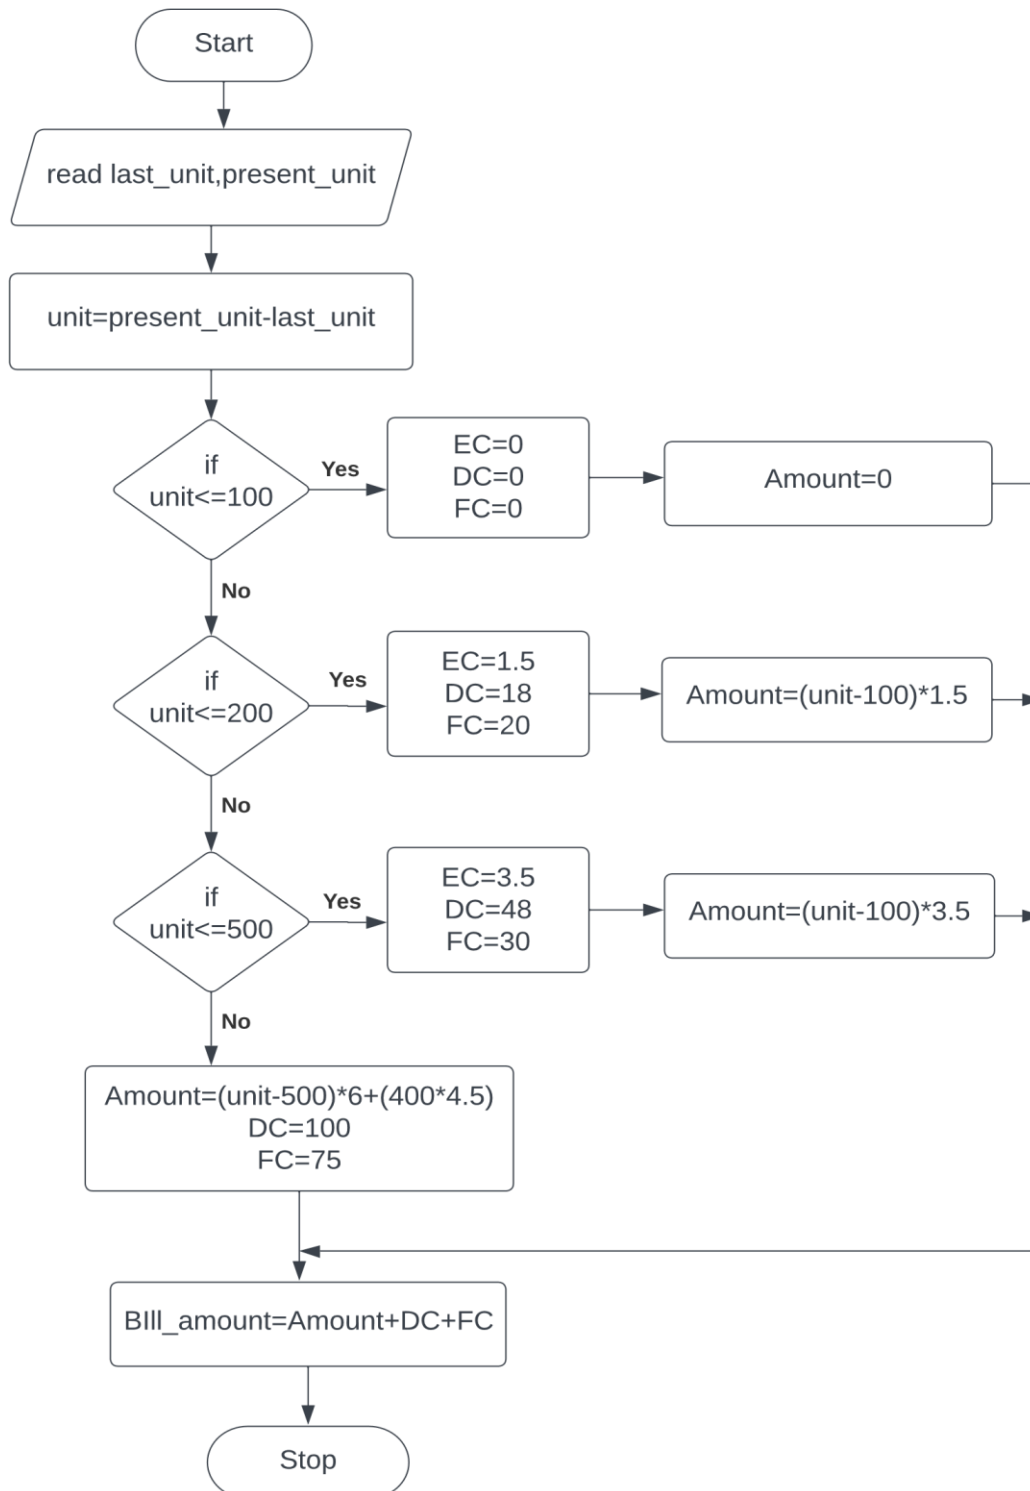 Start
read last_unit,present_unit
unit=present_unit-last_unit
if
unit<=100
Yes
EC=0
DC=0
FC=0
Amount=0
No
if
unit<=200
Yes
EC=1.5
DC=18
FC=20
Amount=(unit-100)*1.5
No
if
unit<=500
Yes
EC=3.5
DC=48
FC=30
Amount=(unit-100)*3.5
No
Amount=(unit-500)*6+(400*4.5)
DC=100
FC=75
BIll_amount=Amount+DC+FC
Stop